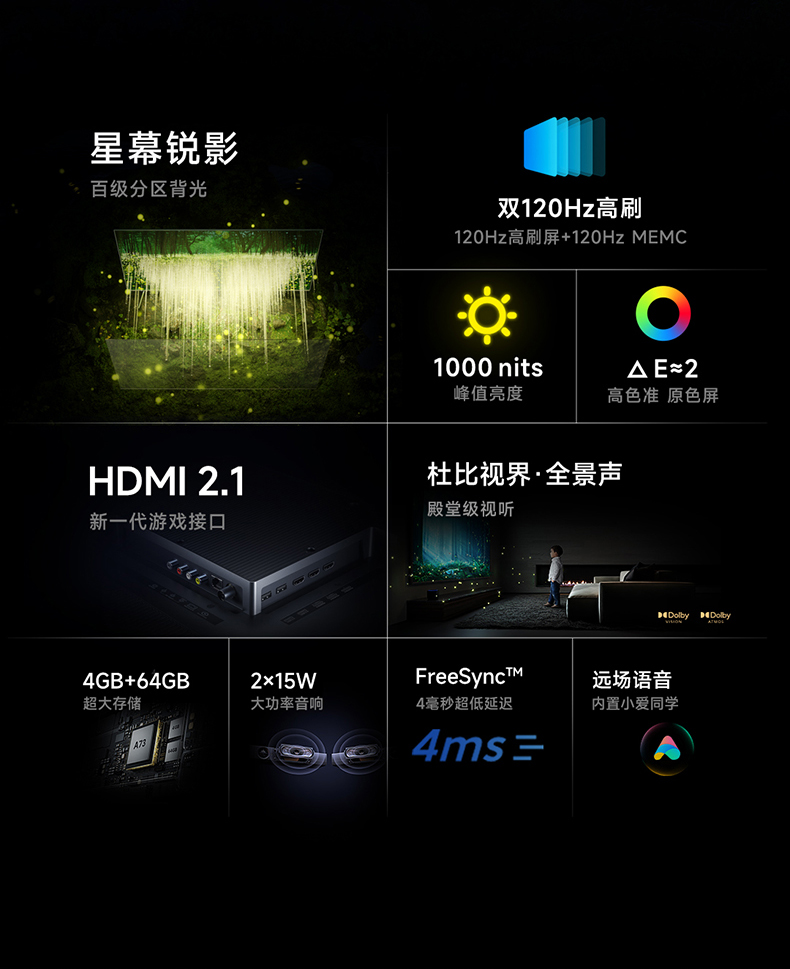 星幕锐影
百级分区背光
双120Hz高刷
120Hz高刷屏+120Hz MEMC
1000 nits
峰值亮度
△E≈2
高色准 原色屏
HDMI 2.1
新一代游戏接口
杜比视界·全景声
殿堂级视听
Dolby
VISION
Dolby
ATMOS
4GB+64GB
超大存储
A73
2×15W
大功率音响
FreeSync™
4毫秒超低延迟
4ms
远场语音
内置小爱同学